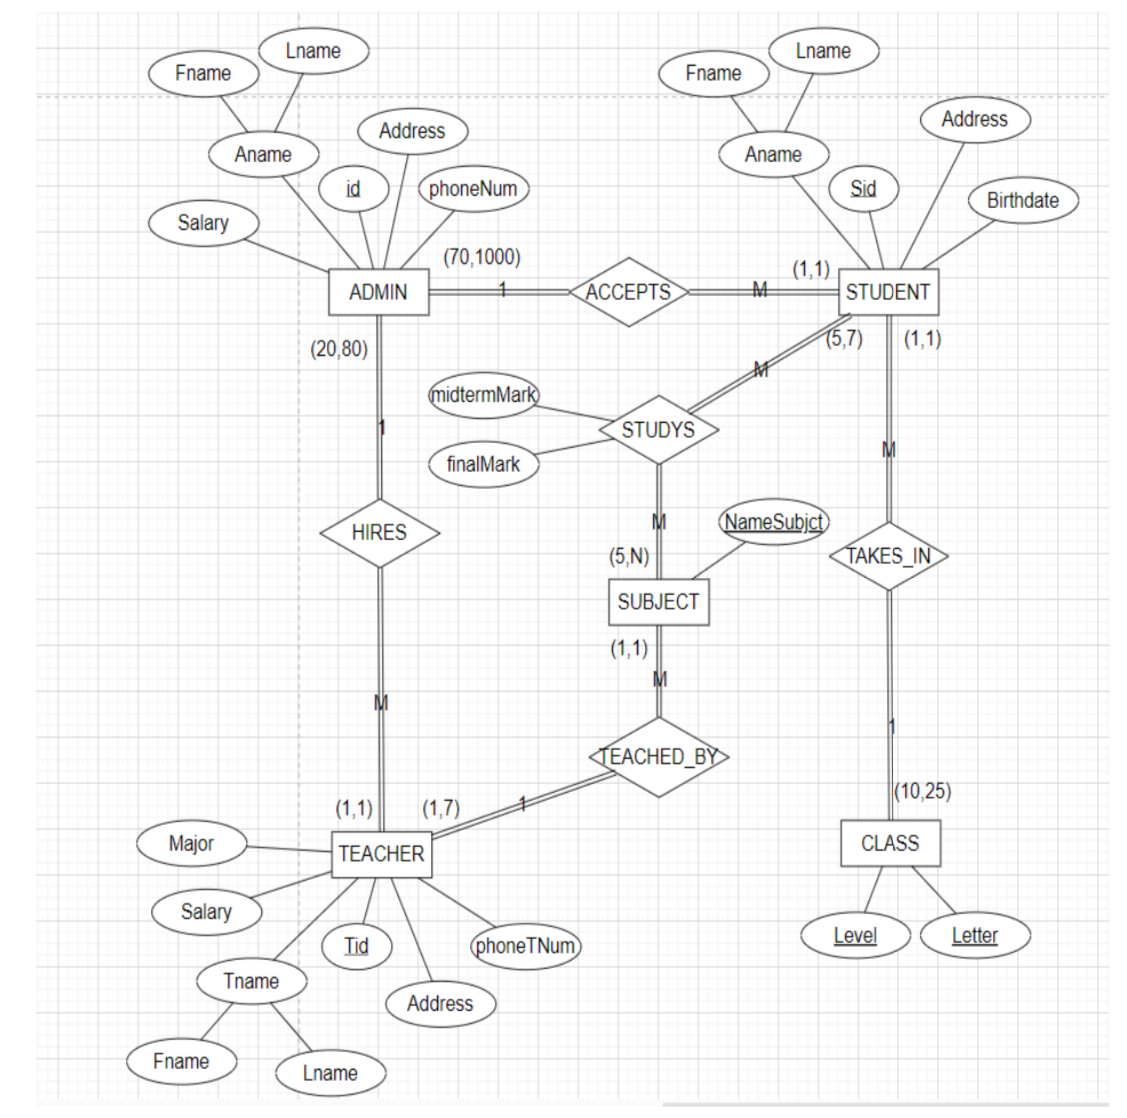 Lname
Fname
Aname
Address
id
phoneNum
Salary
Lname
Fname
Aname
Address
Sid
Birthdate
(70,1000)
(1,1)
ADMIN
1
ACCEPTS
M
STUDENT
(20,80)
(5,7)
(1,1)
M
midtermMark
1
STUDYS
M
finalMark
M
NameSubjct
HIRES
(5,N)
TAKES_IN
SUBJECT
(1,1)
M
M
1
TEACHED_BY
(1,1)
(1,7)
1
(10,25)
Major
TEACHER
CLASS
Salary
Tid
phoneTNum
Level
Letter
Tname
Address
Fname
Lname